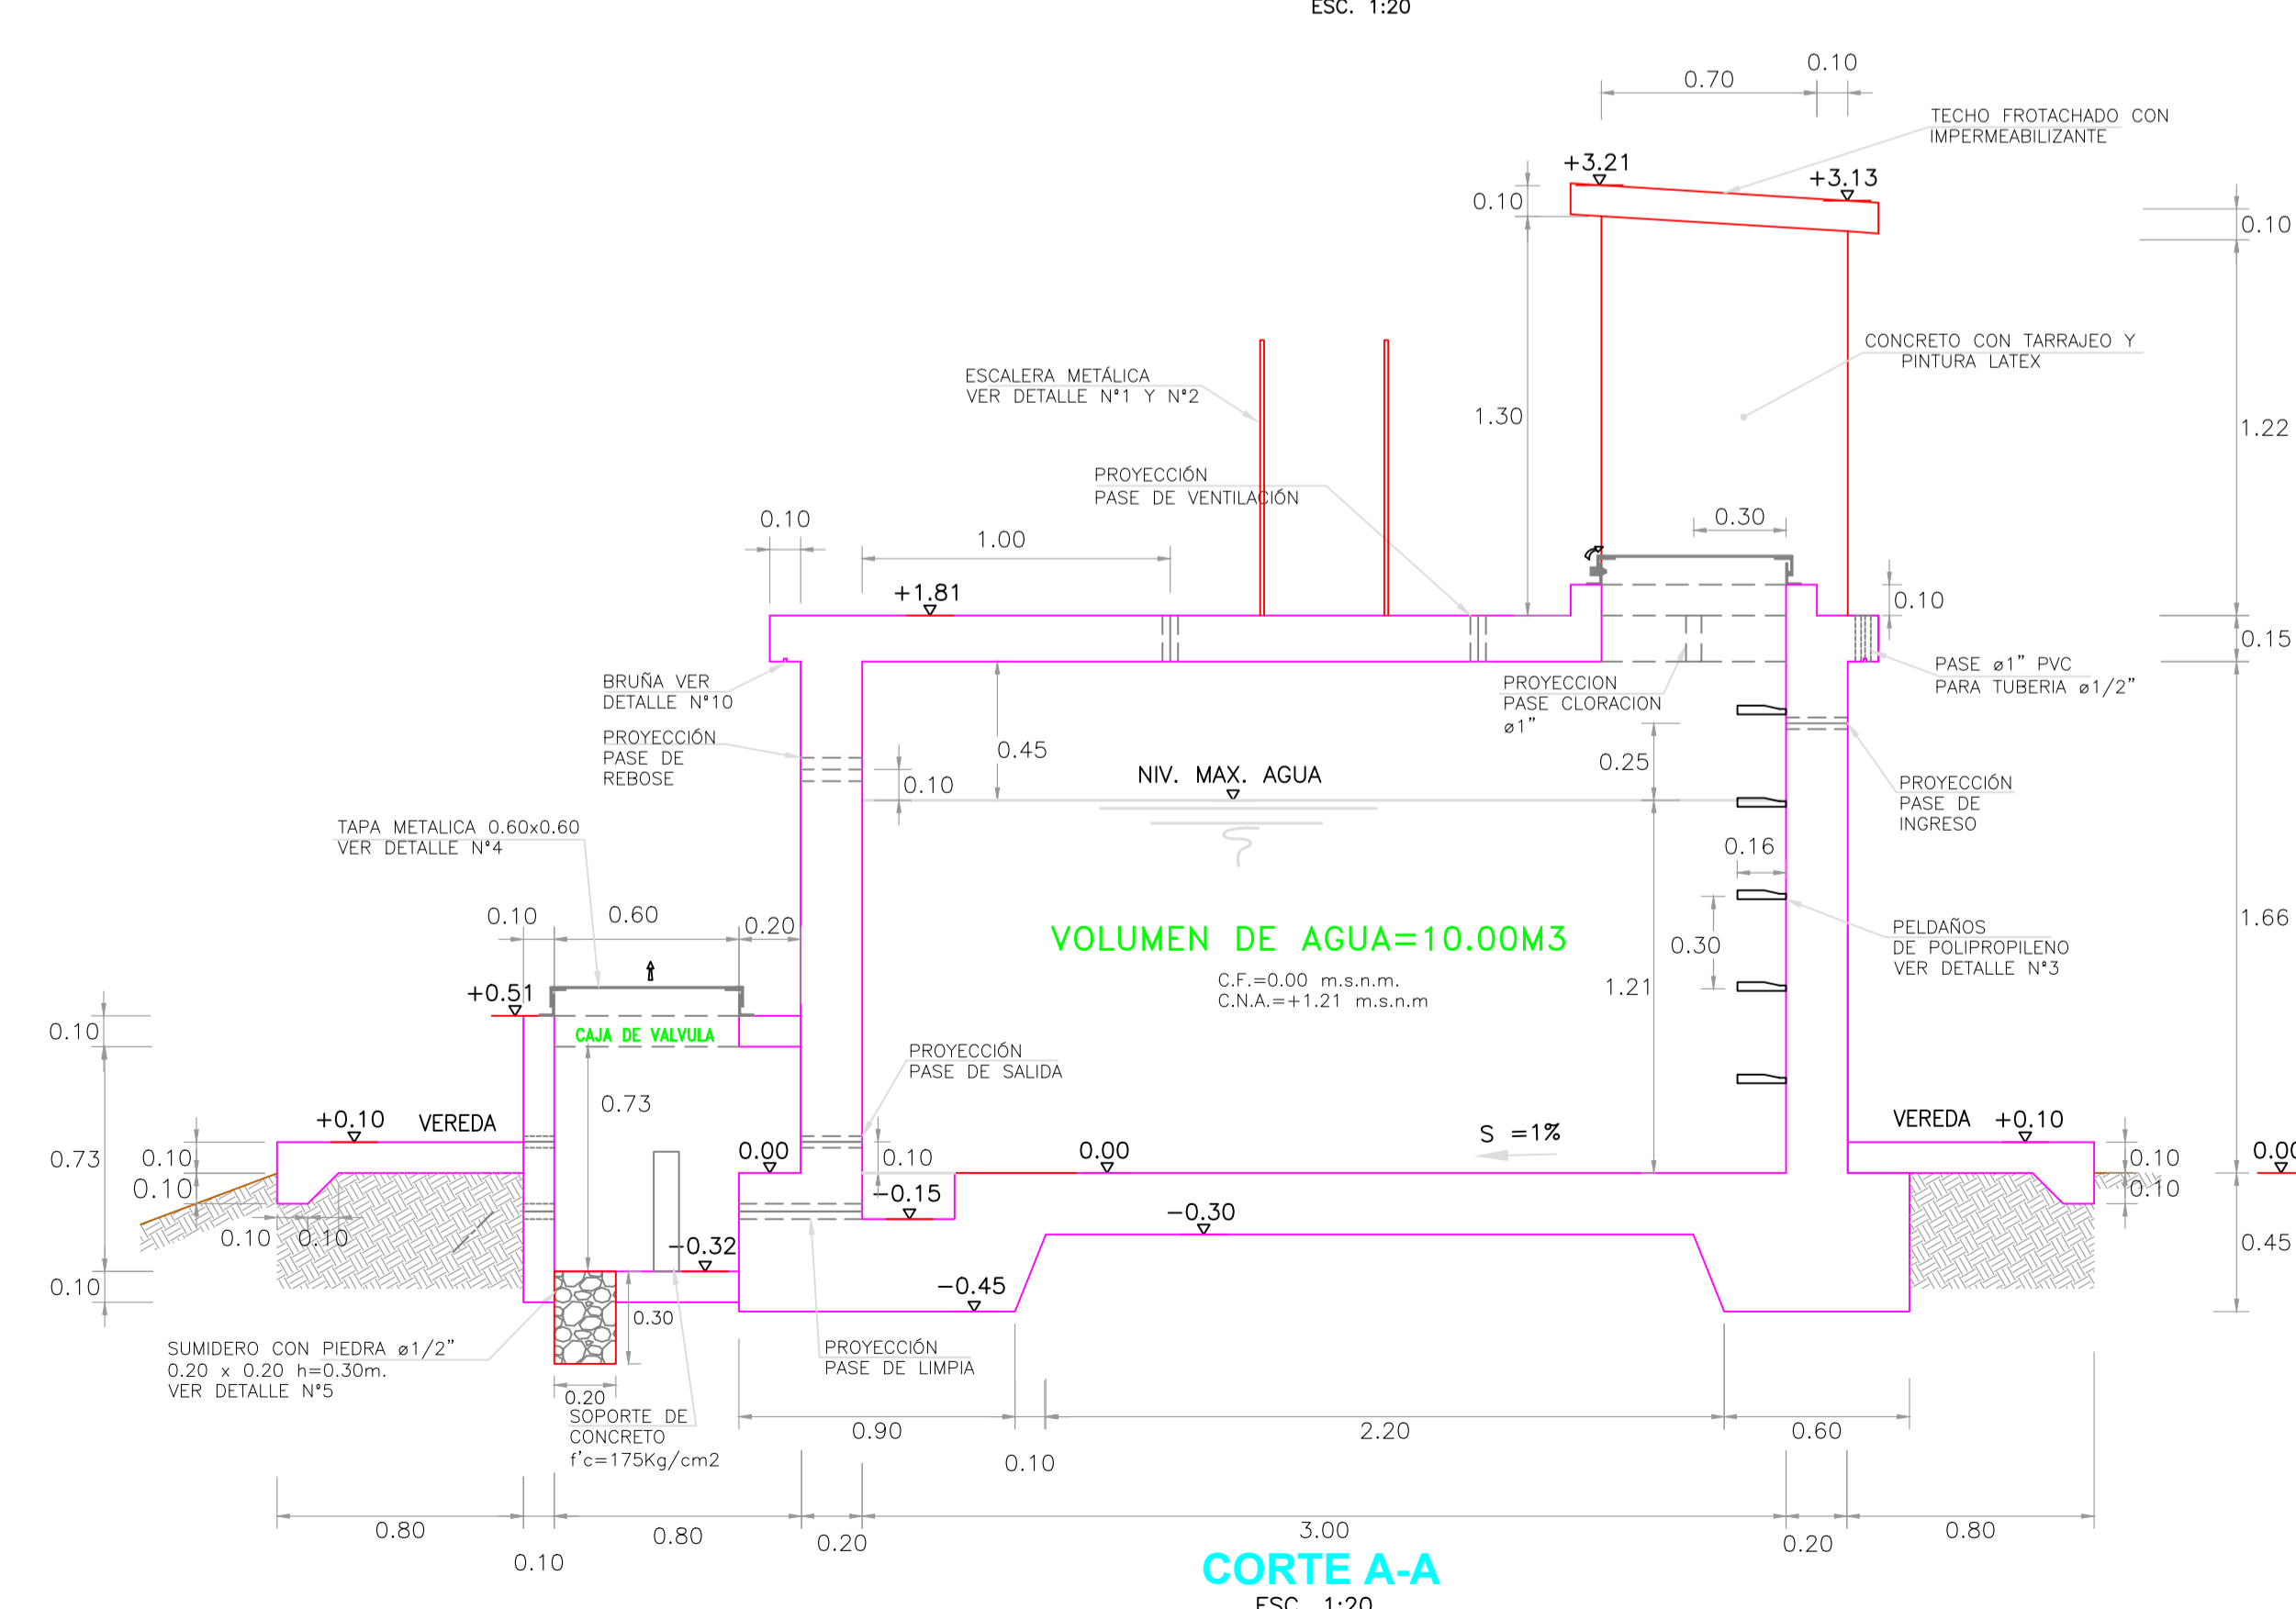 ESC. 1:20
0.70
0.10
TECHO FROTACHADO CON
IMPERMEABILIZANTE
+3.21
+3.13
0.10
0.10
ESCALERA METÁLICA
VER DETALLE N°1 Y N°2
1.30
CONCRETO CON TARRAJEO Y
PINTURA LATEX
1.22
PROYECCIÓN
PASE DE VENTILACIÓN
0.10
1.00
0.30
+1.81
0.10
0.15
BRUÑA VER
DETALLE N°10
PROYECCION
PASE CLORACION
ø1"
PASE ø1" PVC
PARA TUBERIA ø1/2"
PROYECCIÓN
PASE DE
REBOSE
0.45
0.10
NIV. MAX. AGUA
0.25
PROYECCIÓN
PASE DE
INGRESO
TAPA METALICA 0.60x0.60
VER DETALLE N°4
0.16
0.10
0.60
0.20
VOLUMEN DE AGUA=10.00M3
0.30
1.66
PELDAÑOS
DE POLIPROPILENO
VER DETALLE N°3
C.F.=0.00 m.s.n.m.
C.N.A.=+1.21 m.s.n.m
1.21
+0.51
0.10
CAJA DE VALVULA
PROYECCIÓN
PASE DE SALIDA
0.73
+0.10
VEREDA
S =1%
VEREDA
+0.10
0.73
0.10
0.00
0.10
0.00
0.10
0.00
0.10
-0.15
0.10
0.10
0.10
-0.32
-0.30
0.45
0.10
-0.45
0.30
SUMIDERO CON PIEDRA ø1/2"
0.20 x 0.20 h=0.30m.
VER DETALLE N°5
PROYECCIÓN
PASE DE LIMPIA
0.20
SOPORTE DE
CONCRETO
f'c=175Kg/cm2
0.90
0.10
2.20
0.60
0.80
0.10
0.80
0.20
3.00
0.20
0.80
CORTE A-A
ESC. 1:20